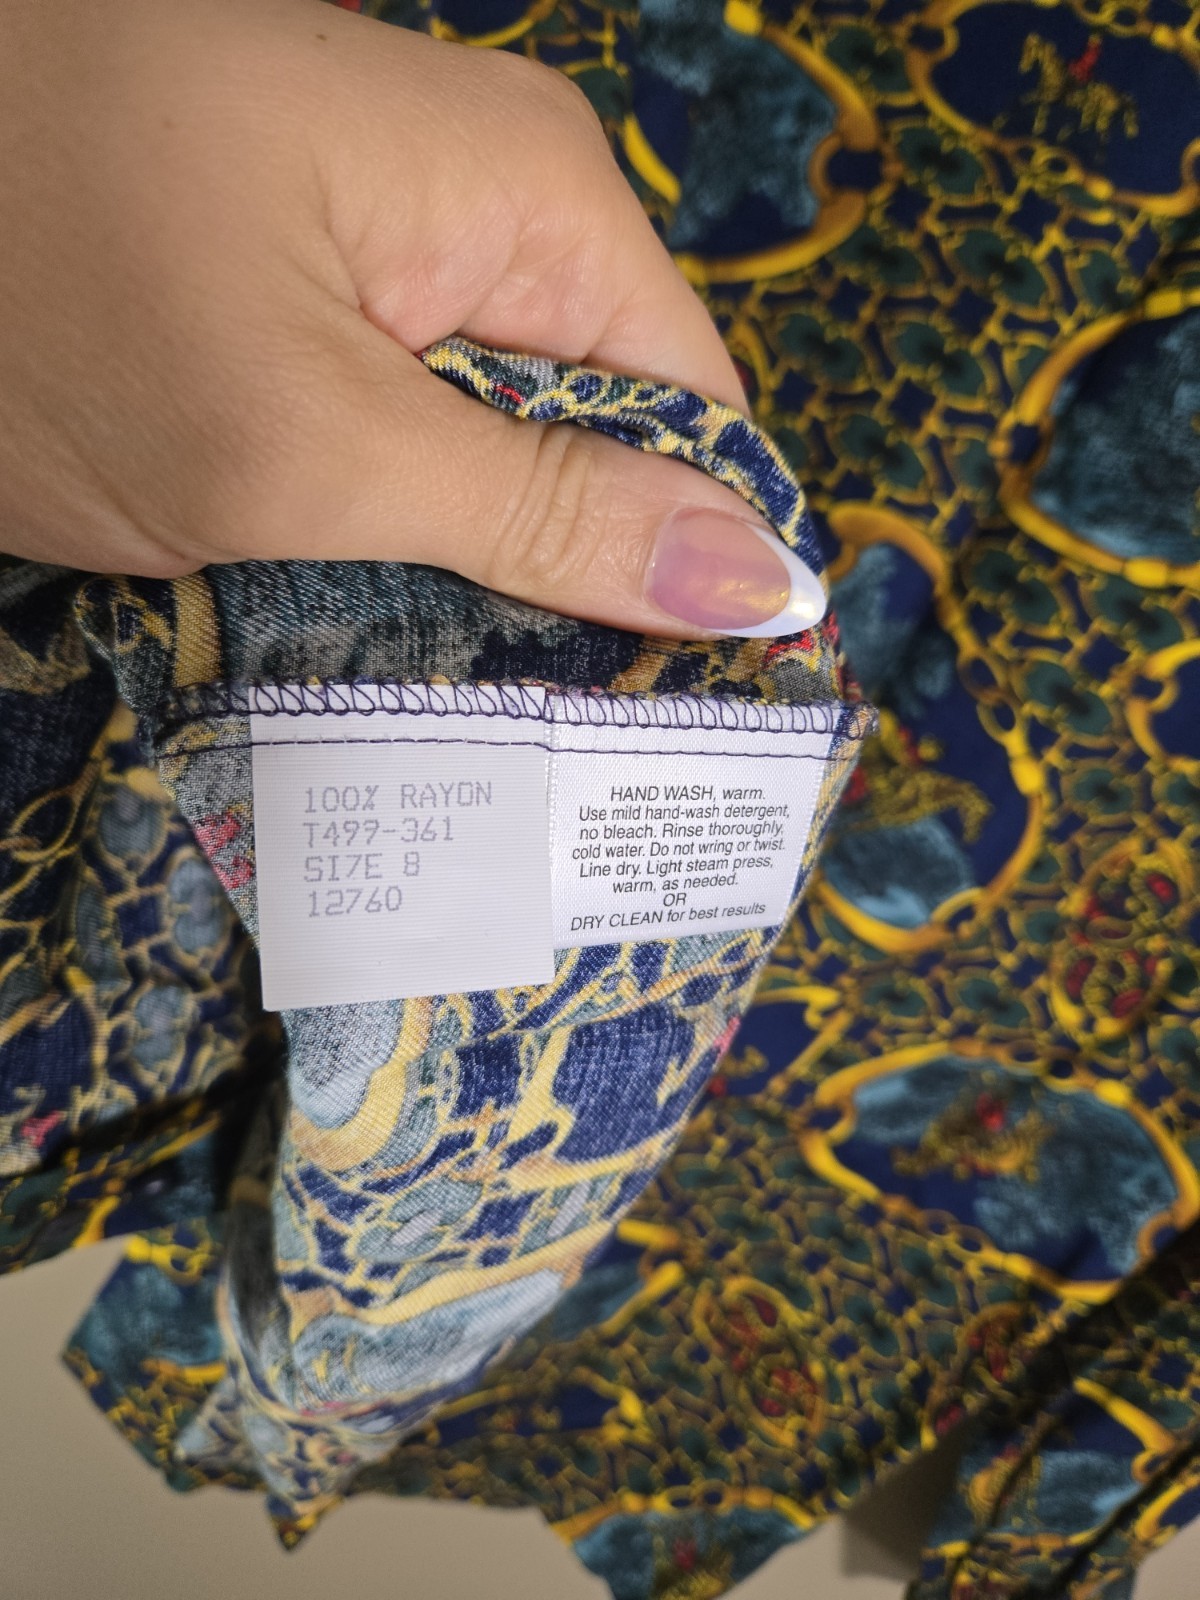 100% RAYON
T499-361
SIZE 8
12760
HAND WASH, warm.
Use mild hand-wash detergent,
no bleach. Rinse thoroughly,
cold water. Do not wring or twist.
Line dry. Light steam press,
warm, as needed.
OR
DRY CLEAN for best results